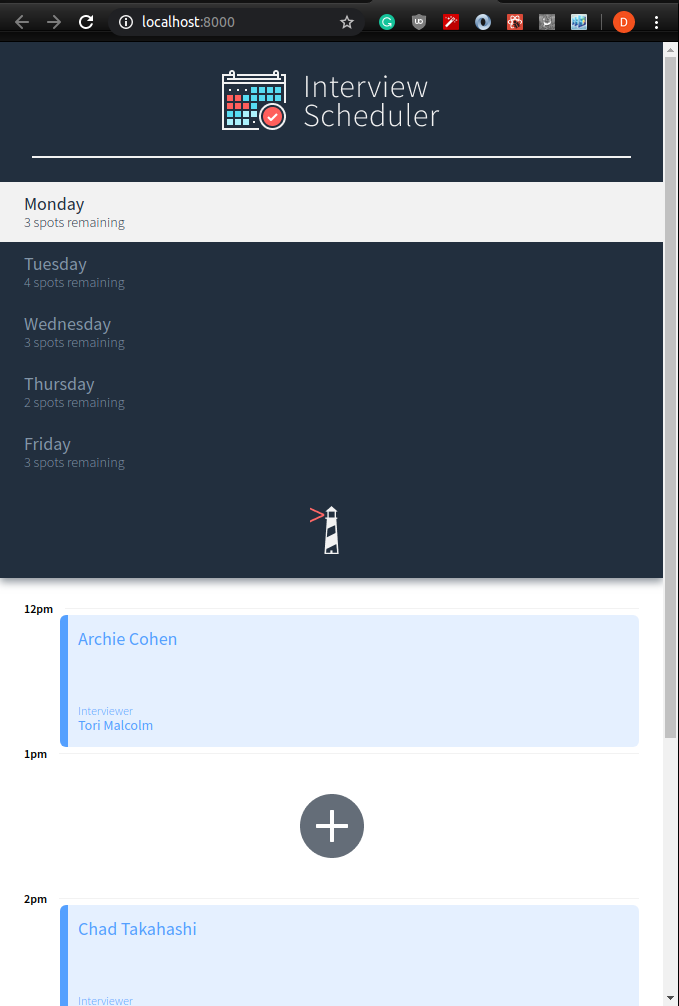 localhost:8000
D
Interview
Scheduler
Monday
3 spots remaining
Tuesday
4 spots remaining
Wednesday
3 spots remaining
Thursday
2 spots remaining
Friday
3 spots remaining
12pm
Archie Cohen
Interviewer
Tori Malcolm
1pm
2pm
Chad Takahashi
Interviewer